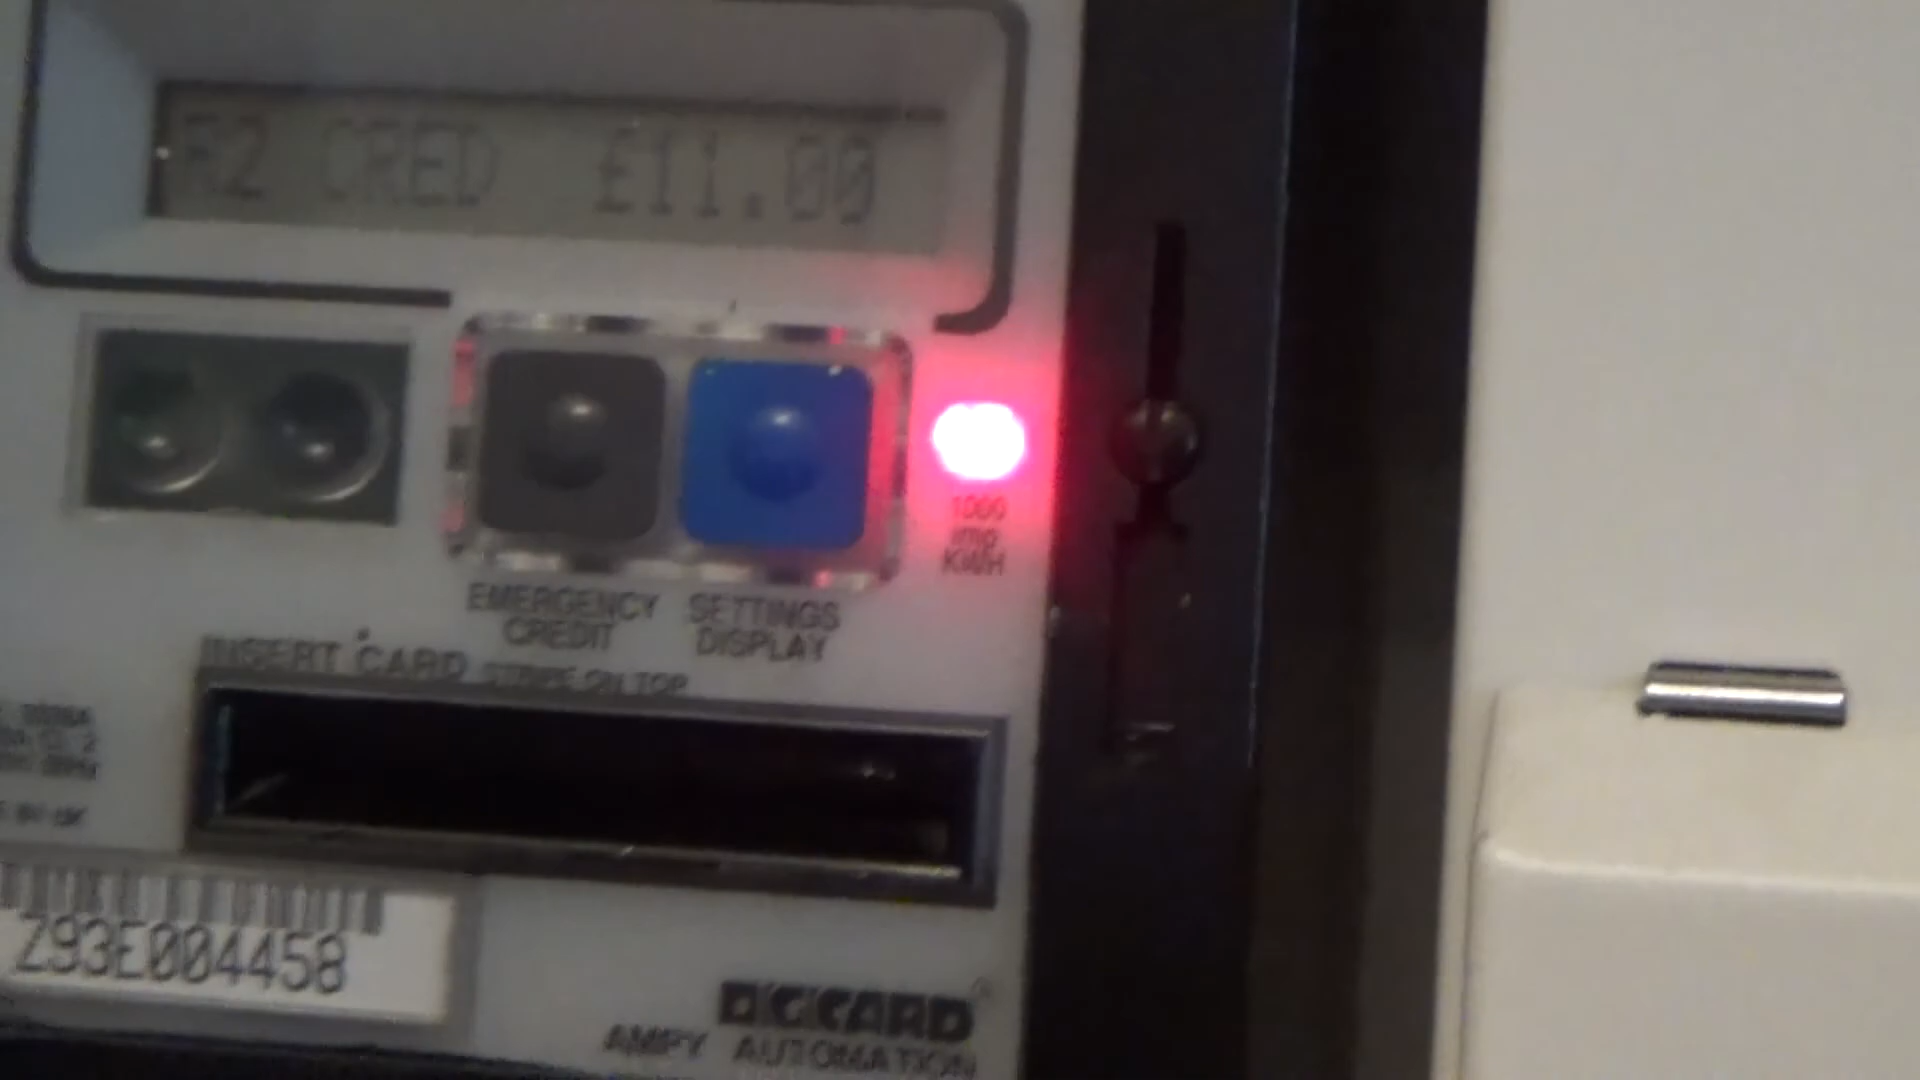 R2 CRED £11.00
1000
imp
KWH
EMERGENCY
CREDIT
SETTINGS
DISPLAY
INSERT CARD STRIPE ON TOP
Z93E004458
DIGICARD
AMPY AUTOMATION